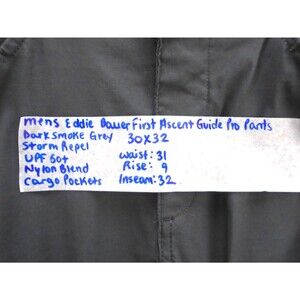 mens Eddie Bauer First Ascent Guide Pro Pants
Dark Smoke Grey 30x32
Storm Repel
UPF 50+ Waist: 31
Nylon Blend Rise: 9
Cargo Pockets Inseam: 32